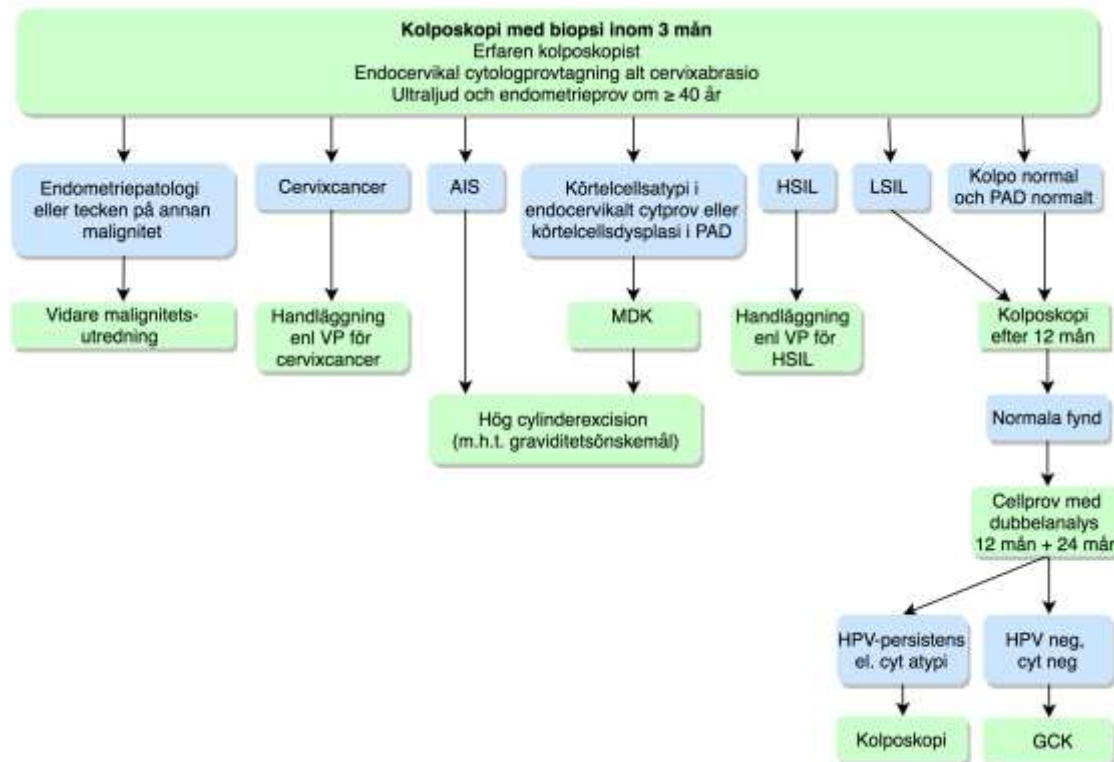 Kolposkopi med biopsi inom 3 mån
Erfaren kolposkopist
Endocervikal cytologprovtagning alt cervixabrasio
Ultraljud och endometrieprov om ≥ 40 år
Endometriepatologi
eller tecken på annan
malignitet
Cervixcancer
AIS
Körtelcellsatypi i
endocervikalt cytprov eller
körtelcellsdysplasi i PAD
HSIL
LSIL
Kolpo normal
och PAD normalt
Vidare malignitets-
utredning
Handläggning
enl VP för
cervixcancer
MDK
Handläggning
enl VP för
HSIL
Kolposkopi
efter 12 mån
Hög cylinderexcision
(m.h.t. graviditetsönskemål)
Normala fynd
Cellprov med
dubbelanalys
12 mån + 24 mån
HPV-persistens
el. cyt atypi
HPV neg,
cyt neg
Kolposkopi
GCK